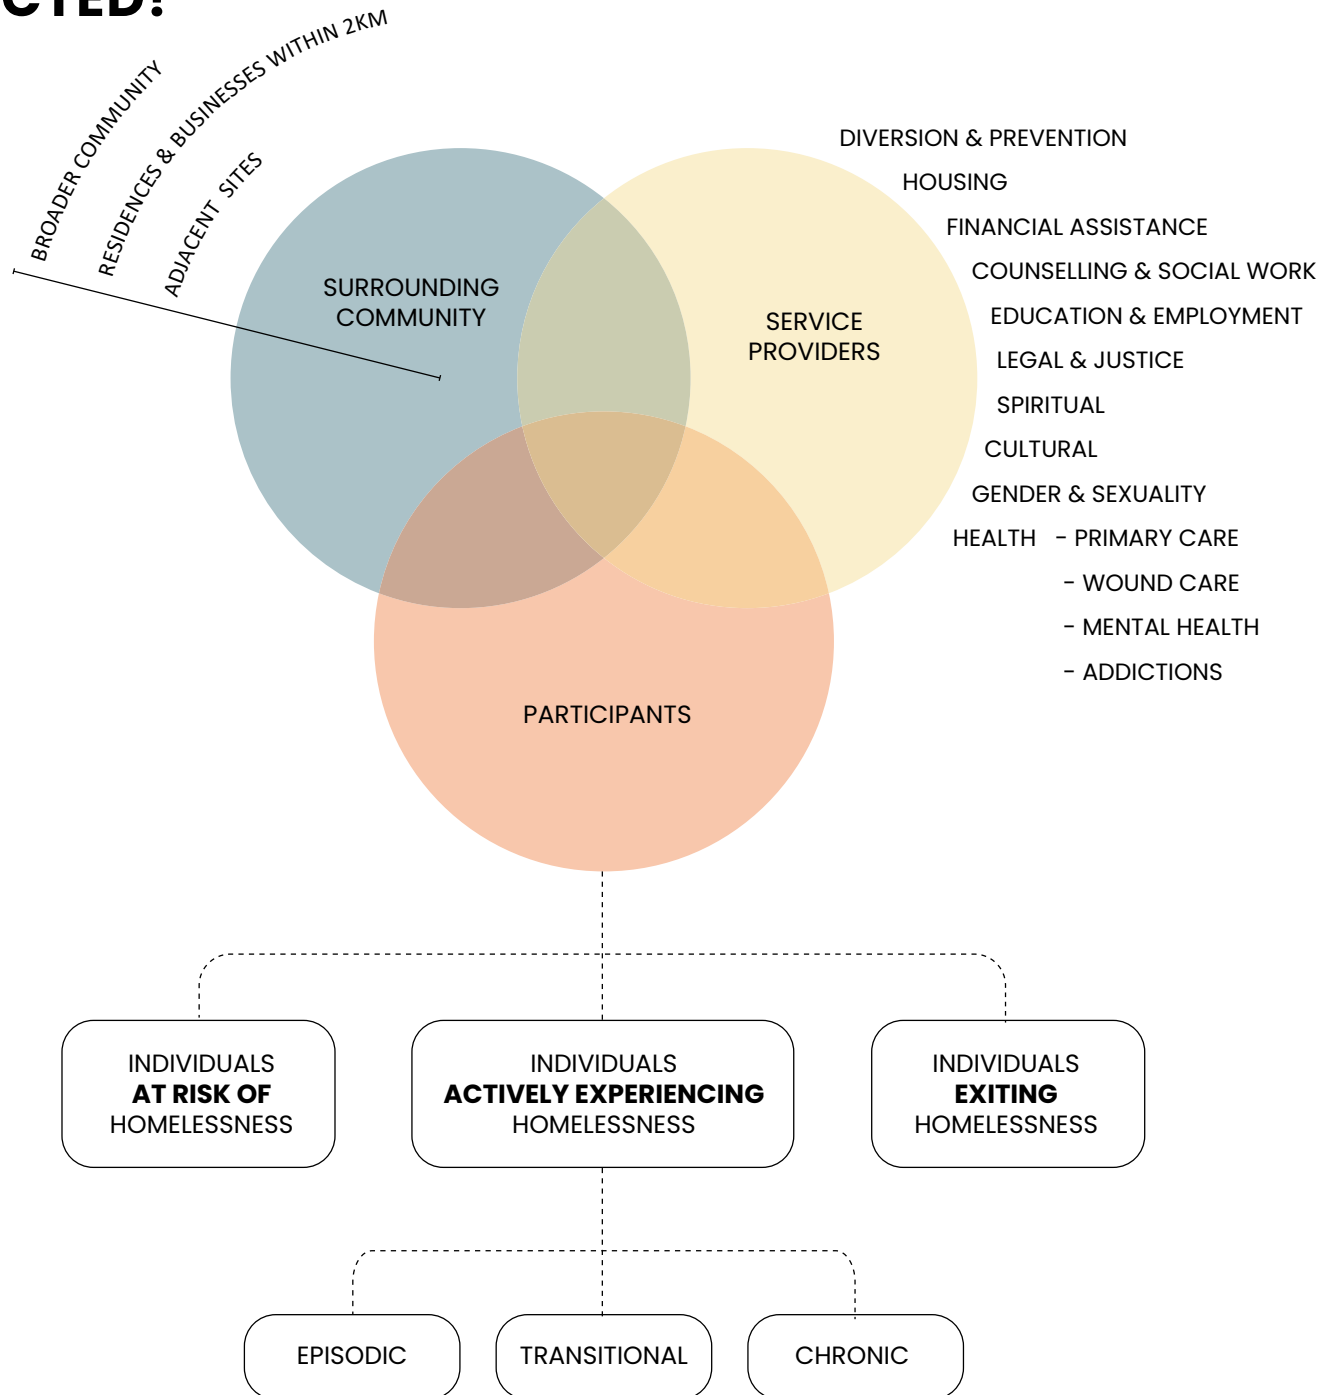 BROADER COMMUNITY
RESIDENCES & BUSINESSES WITHIN 2KM
ADJACENT SITES
SURROUNDING
COMMUNITY
SERVICE
PROVIDERS
DIVERSION & PREVENTION
HOUSING
FINANCIAL ASSISTANCE
COUNSELLING & SOCIAL WORK
EDUCATION & EMPLOYMENT
LEGAL & JUSTICE
SPIRITUAL
CULTURAL
GENDER & SEXUALITY
HEALTH - PRIMARY CARE
- WOUND CARE
- MENTAL HEALTH
- ADDICTIONS
PARTICIPANTS
INDIVIDUALS
AT RISK OF
HOMELESSNESS
INDIVIDUALS
ACTIVELY EXPERIENCING
HOMELESSNESS
INDIVIDUALS
EXITING
HOMELESSNESS
EPISODIC
TRANSITIONAL
CHRONIC